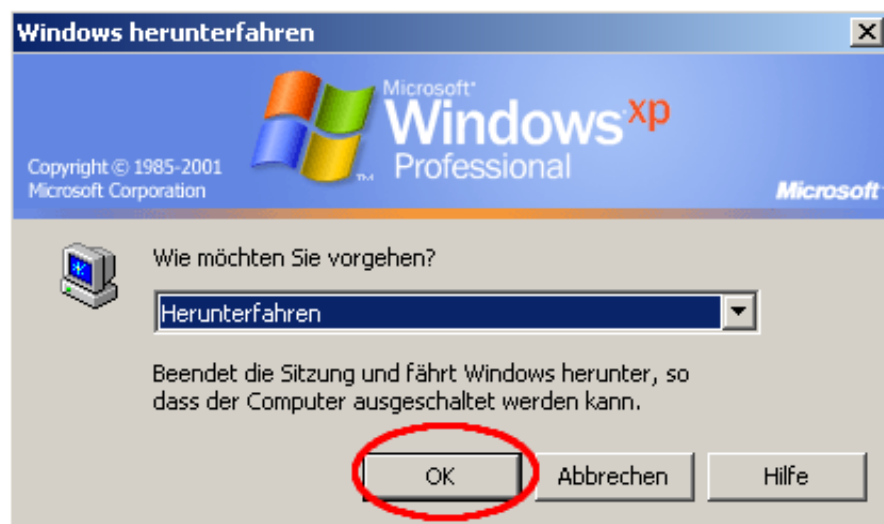 Windows herunterfahren
Microsoft
Windows xp
Professional
Copyright © 1985-2001
Microsoft Corporation
Microsoft
Wie möchten Sie vorgehen?
Herunterfahren
Beendet die Sitzung und fährt Windows herunter, so
dass der Computer ausgeschaltet werden kann.
OK Abbrechen Hilfe